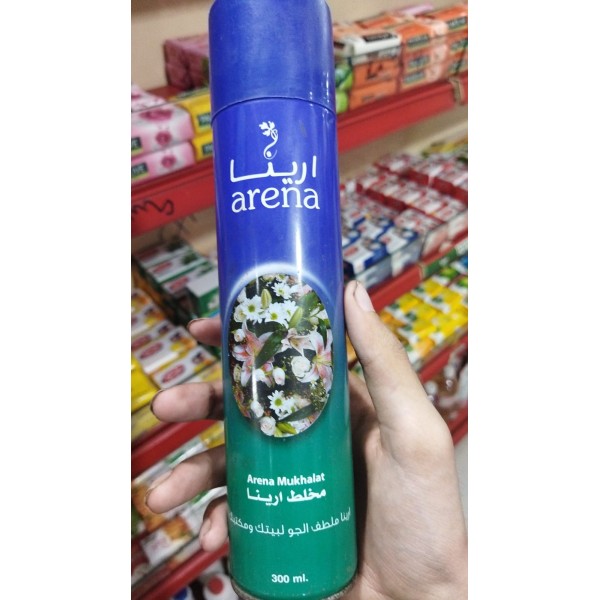 ارينا
arena
Arena Mukhalat
مخلط ارينا
ارينا ملطف الجو لبيتك ومكتبك
300 ml.